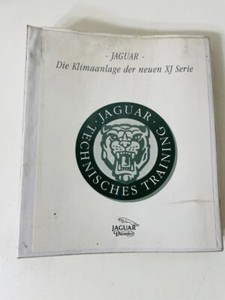 - JAGUAR -
Die Klimaanlage der neuen XJ Serie
· JAGUAR ·
TECHNISCHES TRAINING
JAGUAR